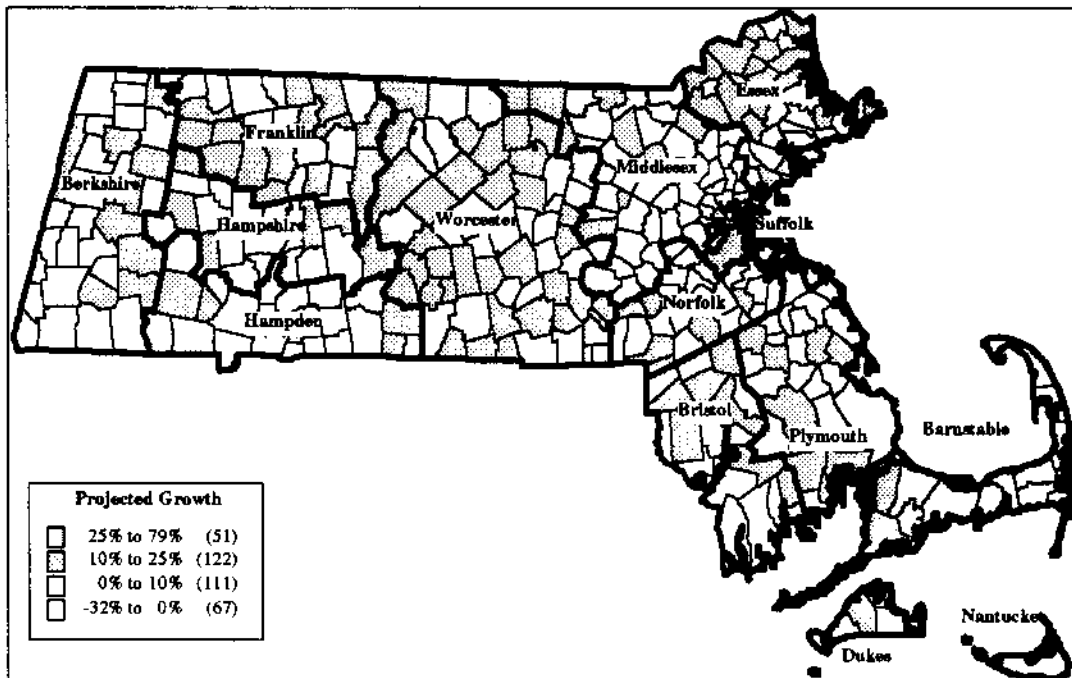 Essex
Franklin
Middlesex
Berkshire
Hampshire
Worcester
Suffolk
Norfolk
Hampden
Bristol
Plymouth
Barnstable
Nantucket
Dukes
Projected Growth
25% to 79% (51)
10% to 25% (122)
0% to 10% (111)
-32% to 0% (67)